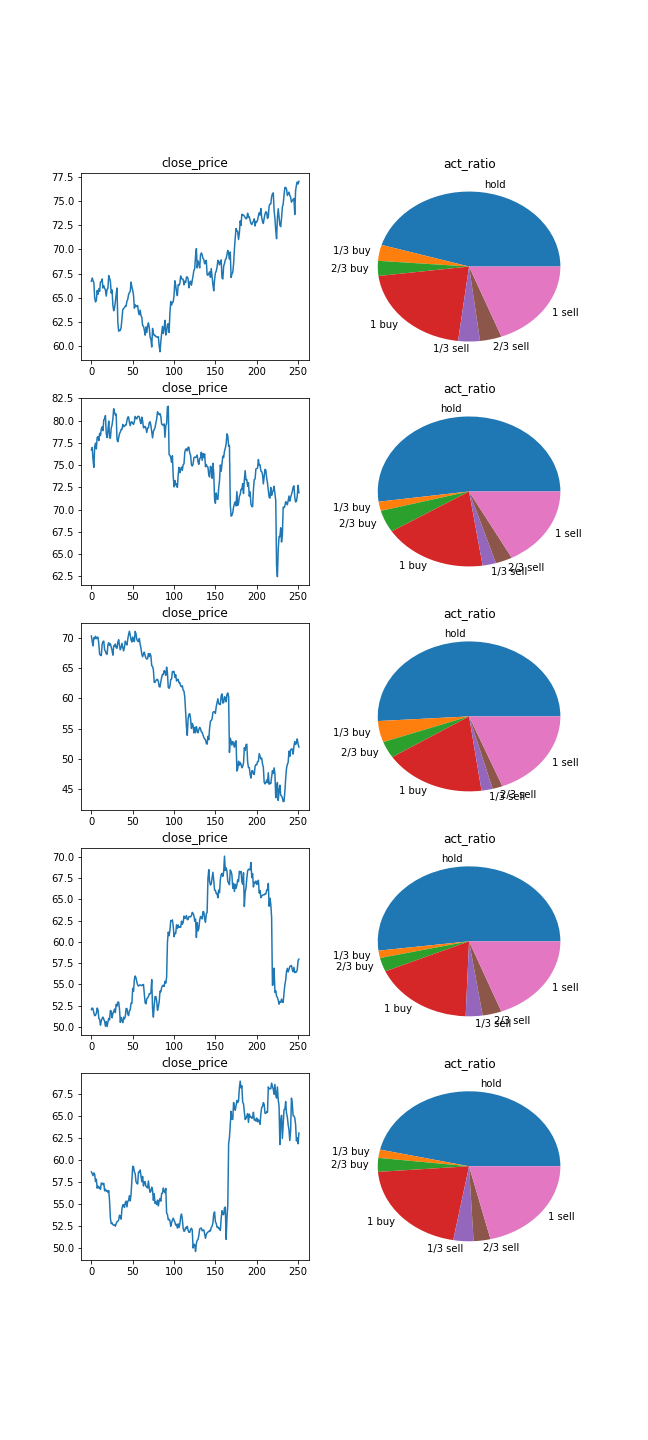 close_price
77.5
75.0
72.5
70.0
67.5
65.0
62.5
60.0
0 50 100 150 200 250
act_ratio
hold
1/3 buy
2/3 buy
1 buy
1/3 sell
2/3 sell
1 sell
close_price
82.5
80.0
77.5
75.0
72.5
70.0
67.5
65.0
62.5
0 50 100 150 200 250
act_ratio
hold
1/3 buy
2/3 buy
1 buy
1/3 sell
2/3 sell
1 sell
close_price
70
65
60
55
50
45
0 50 100 150 200 250
act_ratio
hold
1/3 buy
2/3 buy
1 buy
1/3 sell
2/3 sell
1 sell
close_price
70.0
67.5
65.0
62.5
60.0
57.5
55.0
52.5
50.0
0 50 100 150 200 250
act_ratio
hold
1/3 buy
2/3 buy
1 buy
1/3 sell
2/3 sell
1 sell
close_price
67.5
65.0
62.5
60.0
57.5
55.0
52.5
50.0
0 50 100 150 200 250
act_ratio
hold
1/3 buy
2/3 buy
1 buy
1/3 sell
2/3 sell
1 sell